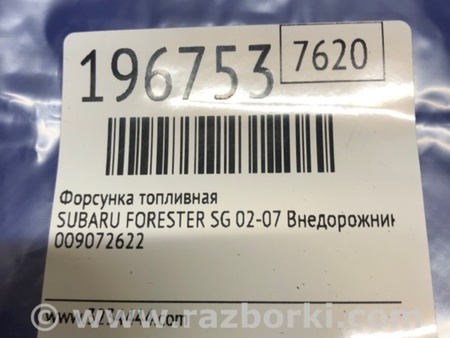 196753 7620
Форсунка топливная
SUBARU FORESTER SG 02-07 Внедорожник
009072622
www.razborki.com